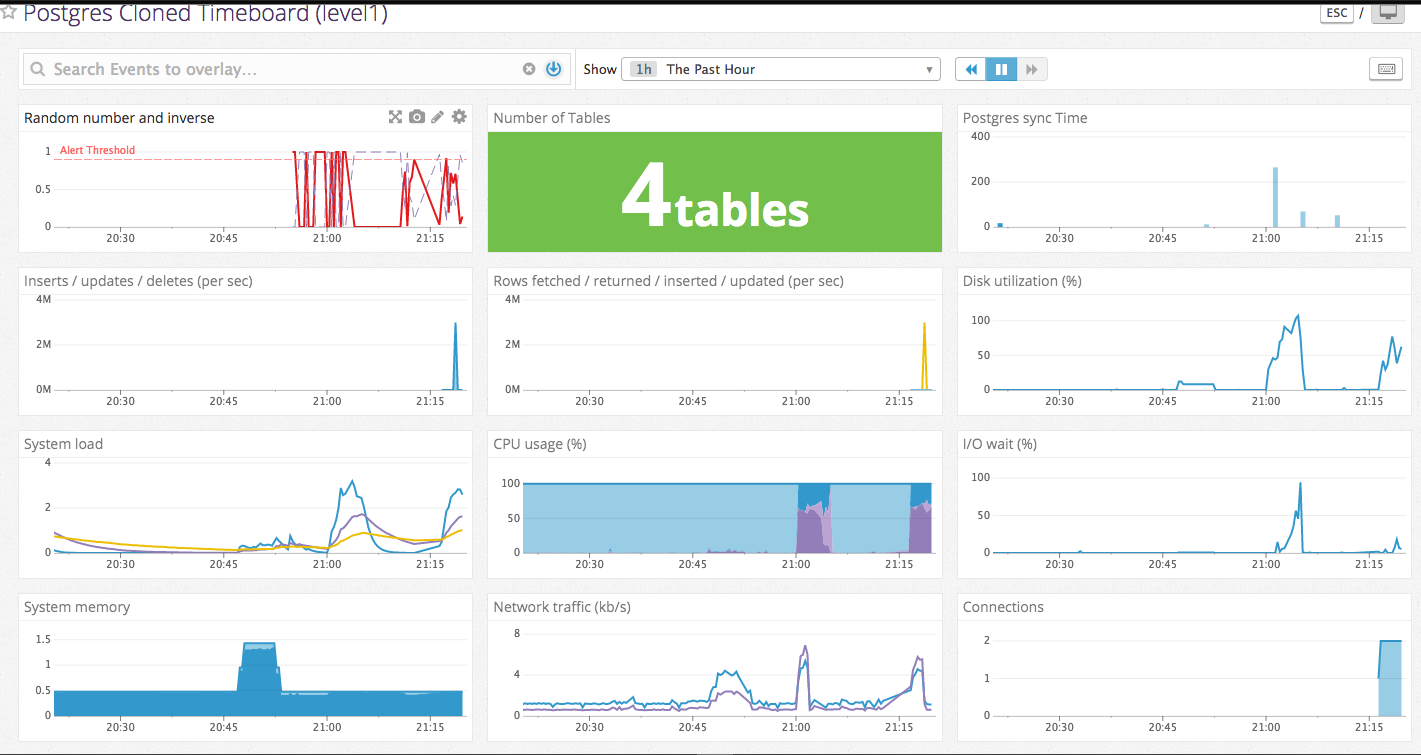 Postgres Cloned Timeboard (level1)
ESC /
Search Events to overlay...
Show 1h The Past Hour
Random number and inverse
Alert Threshold
1
0.5
0
20:30 20:45 21:00 21:15
Number of Tables
4 tables
Postgres sync Time
400
200
0
20:30 20:45 21:00 21:15
Inserts / updates / deletes (per sec)
4M
2M
0M
20:30 20:45 21:00 21:15
Rows fetched / returned / inserted / updated (per sec)
4M
2M
0M
20:30 20:45 21:00 21:15
Disk utilization (%)
100
50
0
20:30 20:45 21:00 21:15
System load
4
2
0
20:30 20:45 21:00 21:15
CPU usage (%)
100
50
0
20:30 20:45 21:00 21:15
I/O wait (%)
100
50
0
20:30 20:45 21:00 21:15
System memory
1.5
1
0.5
0
20:30 20:45 21:00 21:15
Network traffic (kb/s)
8
4
0
20:30 20:45 21:00 21:15
Connections
2
1
0
20:30 20:45 21:00 21:15